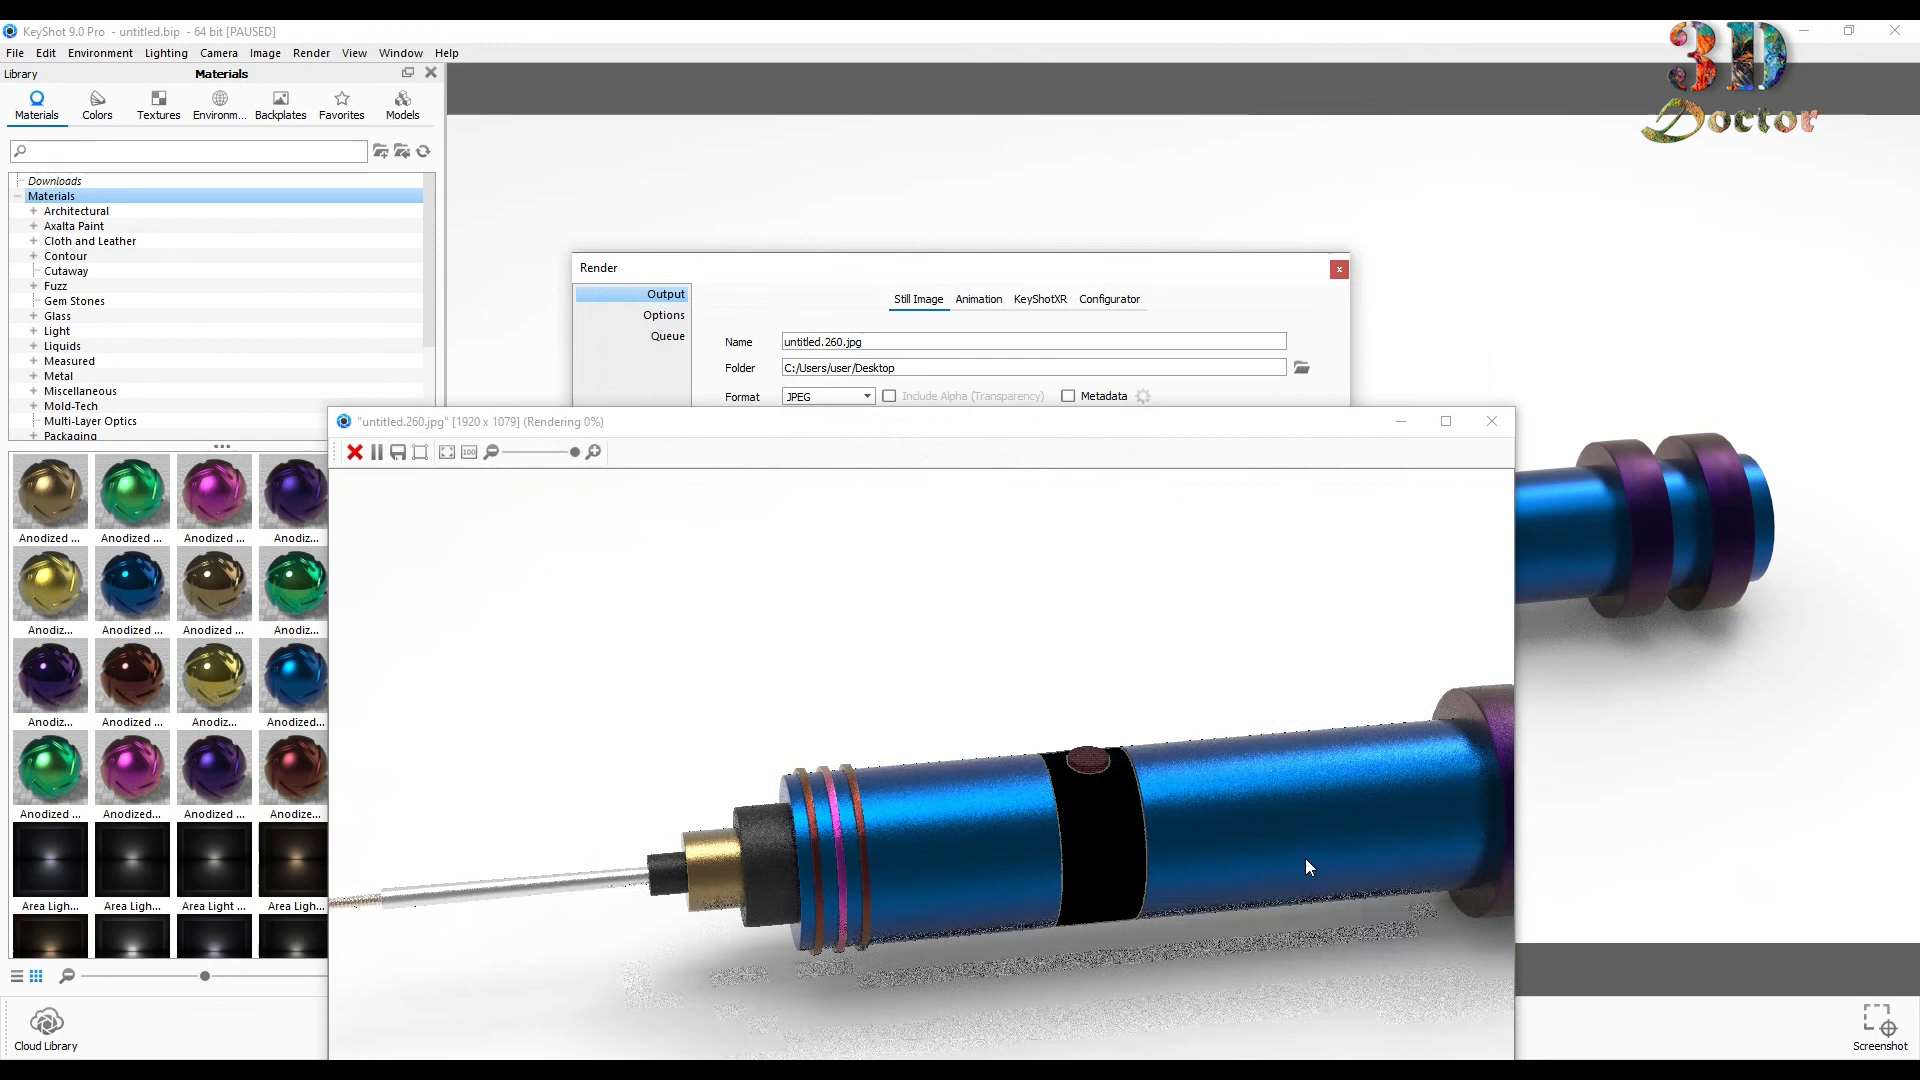 KeyShot 9.0 Pro - untitled.bip - 64 bit [PAUSED]
File Edit Environment Lighting Camera Image Render View Window Help
Library Materials
Materials Colors Textures Environm... Backplates Favorites Models
Downloads
Materials
Architectural
Axalta Paint
Cloth and Leather
Contour
Cutaway
Fuzz
Gem Stones
Glass
Light
Liquids
Measured
Metal
Miscellaneous
Mold-Tech
Multi-Layer Optics
Packaging
Anodized ... Anodized ... Anodized ... Anodiz...
Anodiz... Anodized ... Anodized ... Anodiz...
Anodiz... Anodized ... Anodiz... Anodized...
Anodized ... Anodized ... Anodized ... Anodize...
Area Ligh... Area Ligh... Area Light ... Area Ligh...
Cloud Library
Render
Output
Options
Queue
Still Image Animation KeyShotXR Configurator
Name untitled.260.jpg
Folder C:/Users/user/Desktop
Format JPEG Include Alpha (Transparency) Metadata
"untitled.260.jpg" [1920 x 1079] (Rendering 0%)
100
3D
Doctor
Screenshot